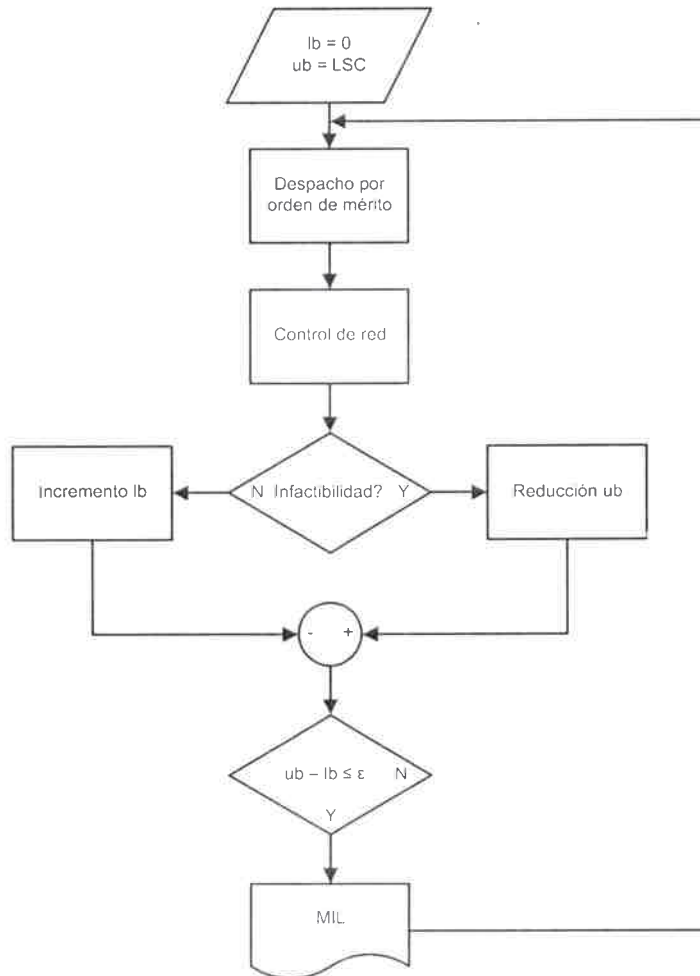 lb = 0
ub = LSC
Despacho por
orden de mérito
Control de red
Incremento lb
N Infactibilidad? Y
Reducción ub
- +
ub – lb ≤ ε N
Y
MIL